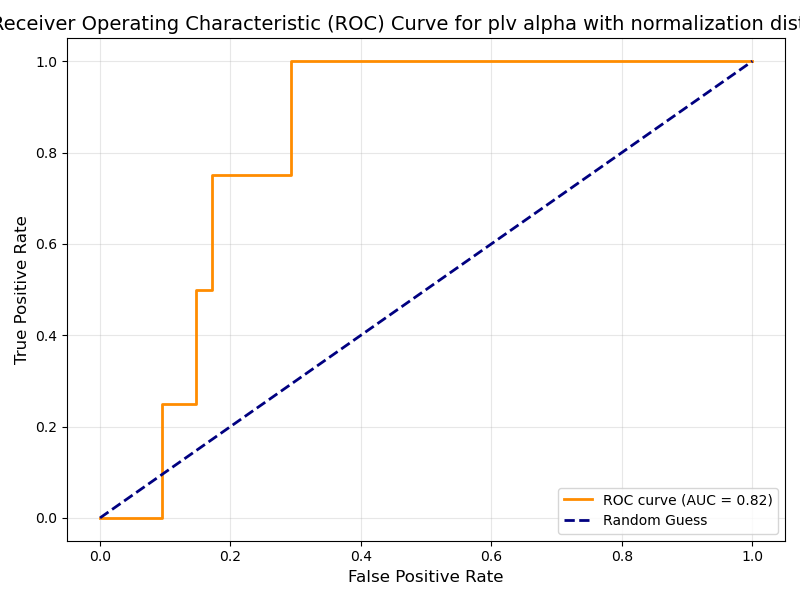 Receiver Operating Characteristic (ROC) Curve for plv alpha with normalization dist
1.0
0.8
0.6
0.4
0.2
0.0
True Positive Rate
0.0 0.2 0.4 0.6 0.8 1.0
False Positive Rate
ROC curve (AUC = 0.82)
Random Guess